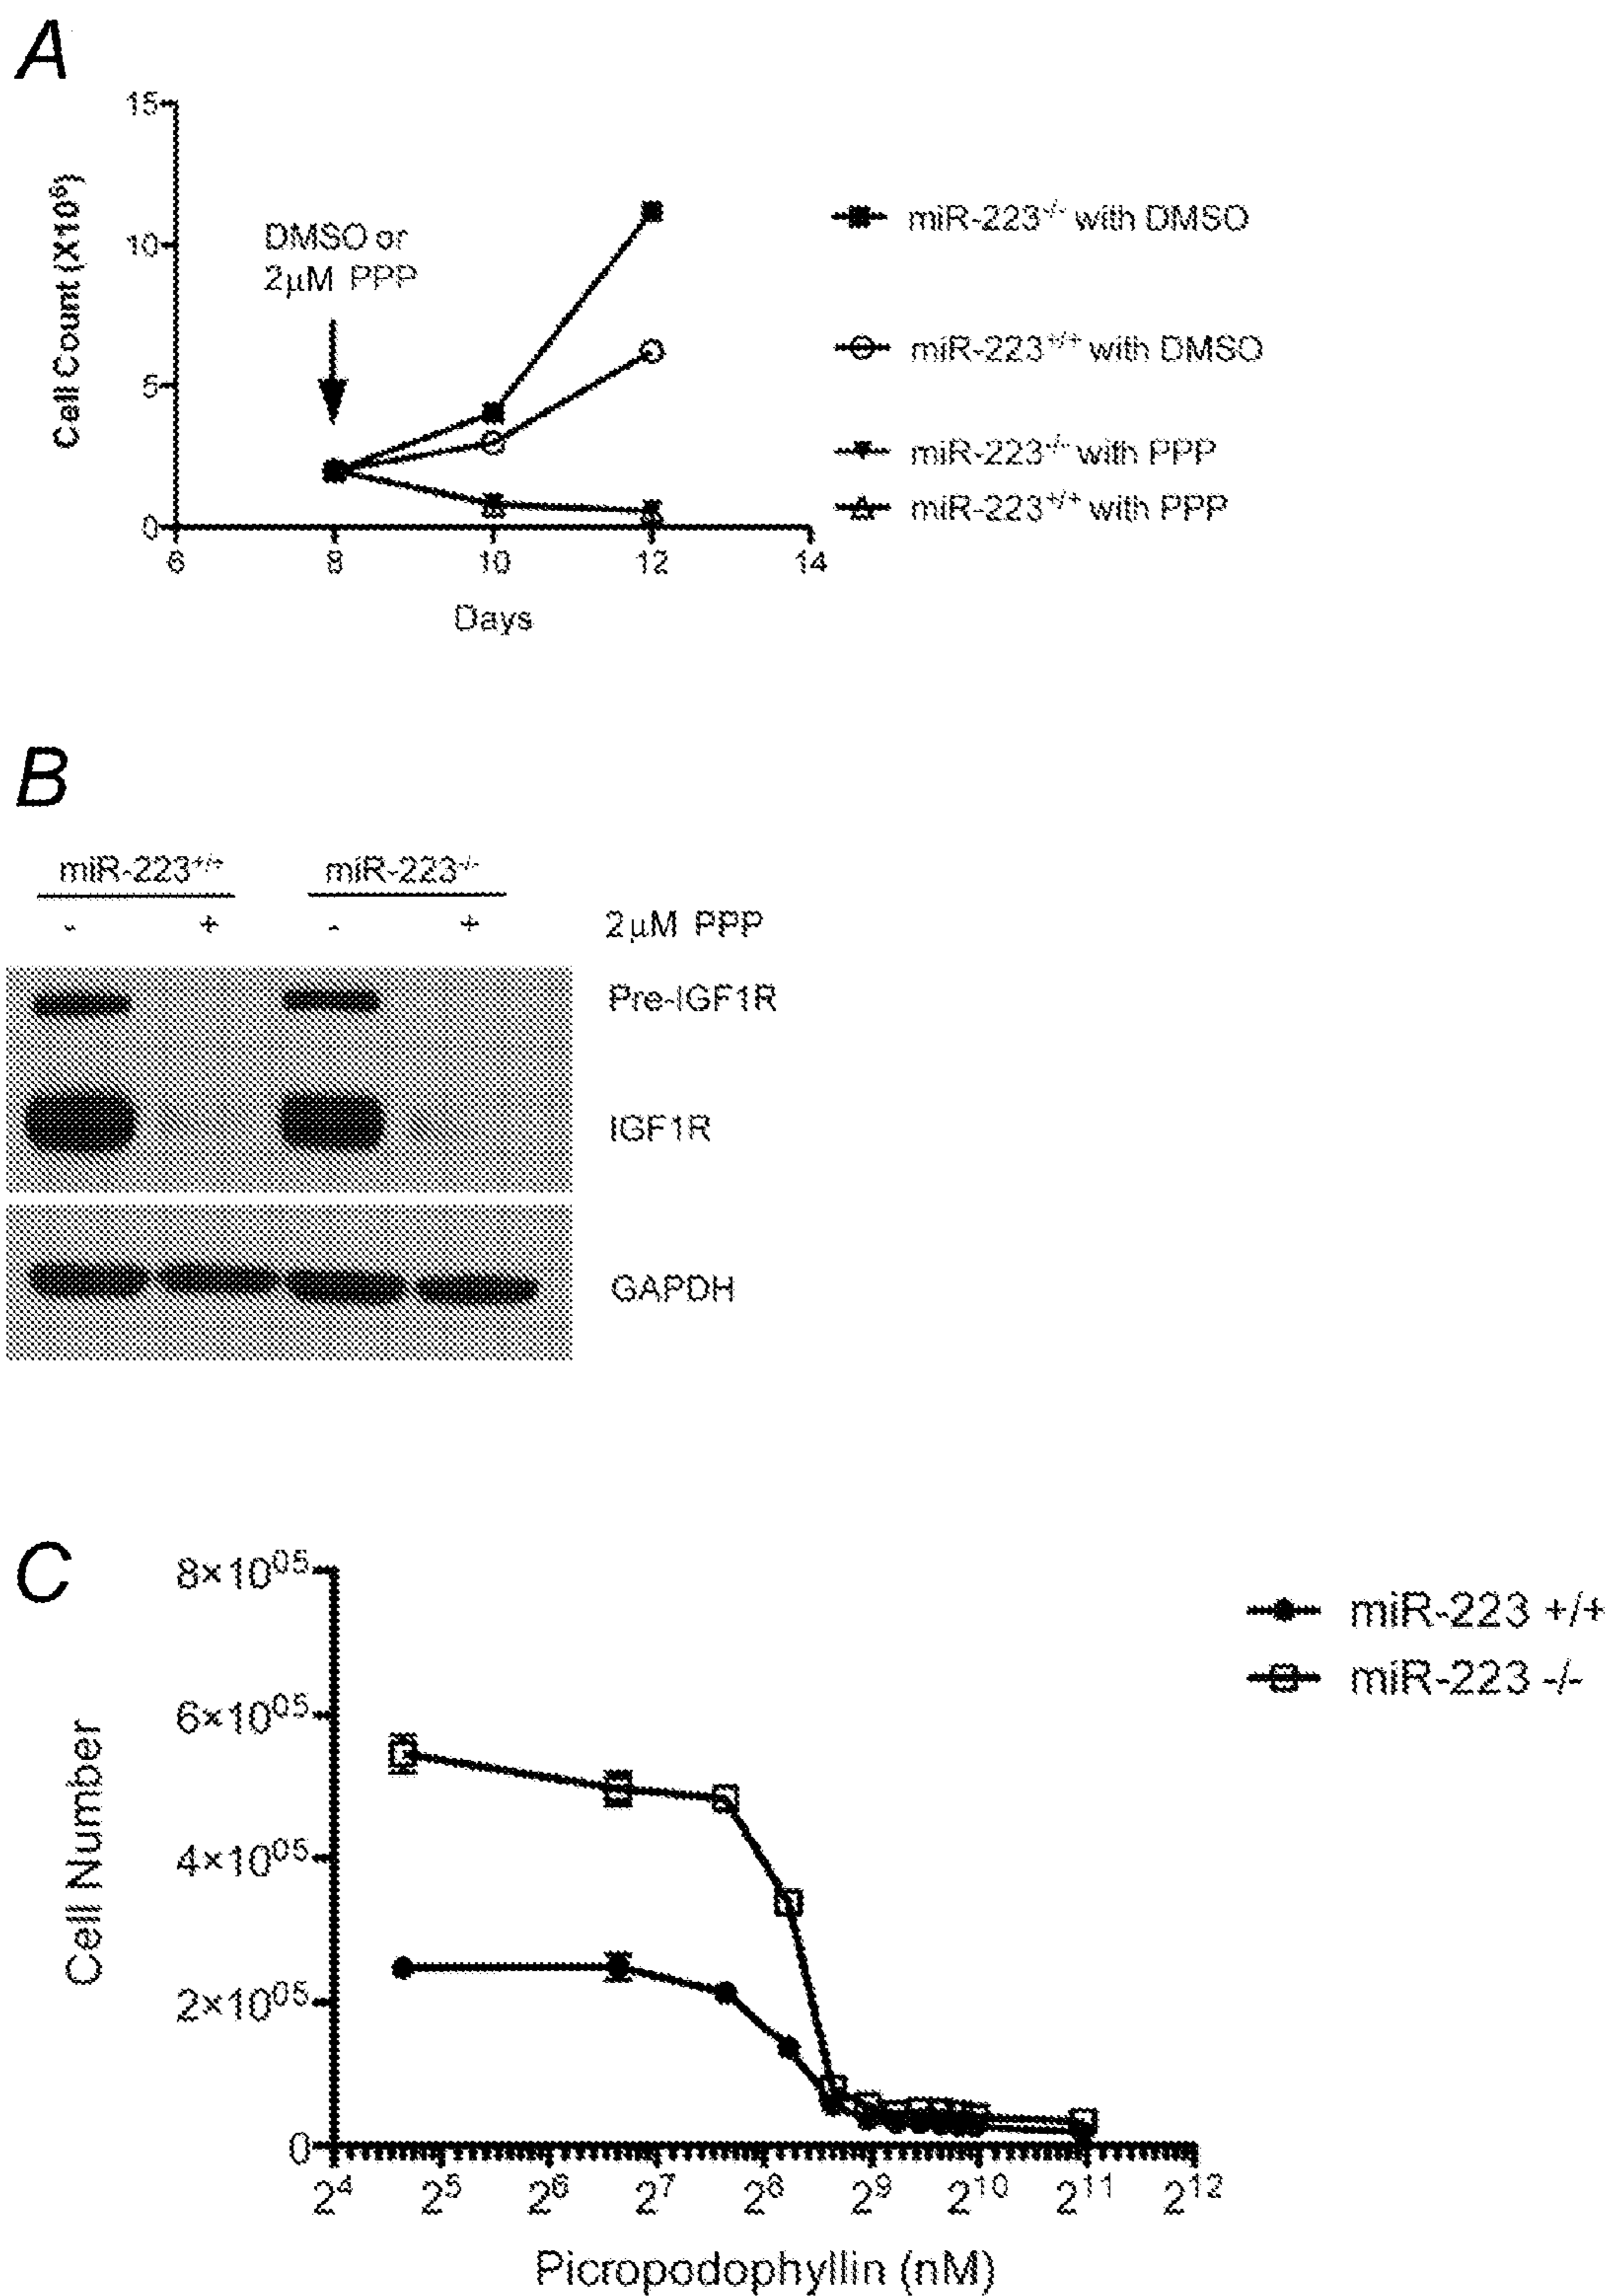 A
15
10
5
0
6 8 10 12 14
Cell Count (X10⁶)
Days
DMSO or
2μM PPP
miR-223⁻/⁻ with DMSO
miR-223⁺/⁺ with DMSO
miR-223⁻/⁻ with PPP
miR-223⁺/⁺ with PPP
B
miR-223⁺/⁺ miR-223⁻/⁻
- + - + 2μM PPP
Pre-IGF1R
IGF1R
GAPDH
C
8×10⁰⁵
6×10⁰⁵
4×10⁰⁵
2×10⁰⁵
0
2⁴ 2⁵ 2⁶ 2⁷ 2⁸ 2⁹ 2¹⁰ 2¹¹ 2¹²
Cell Number
Picropodophyllin (nM)
miR-223 +/+
miR-223 -/-